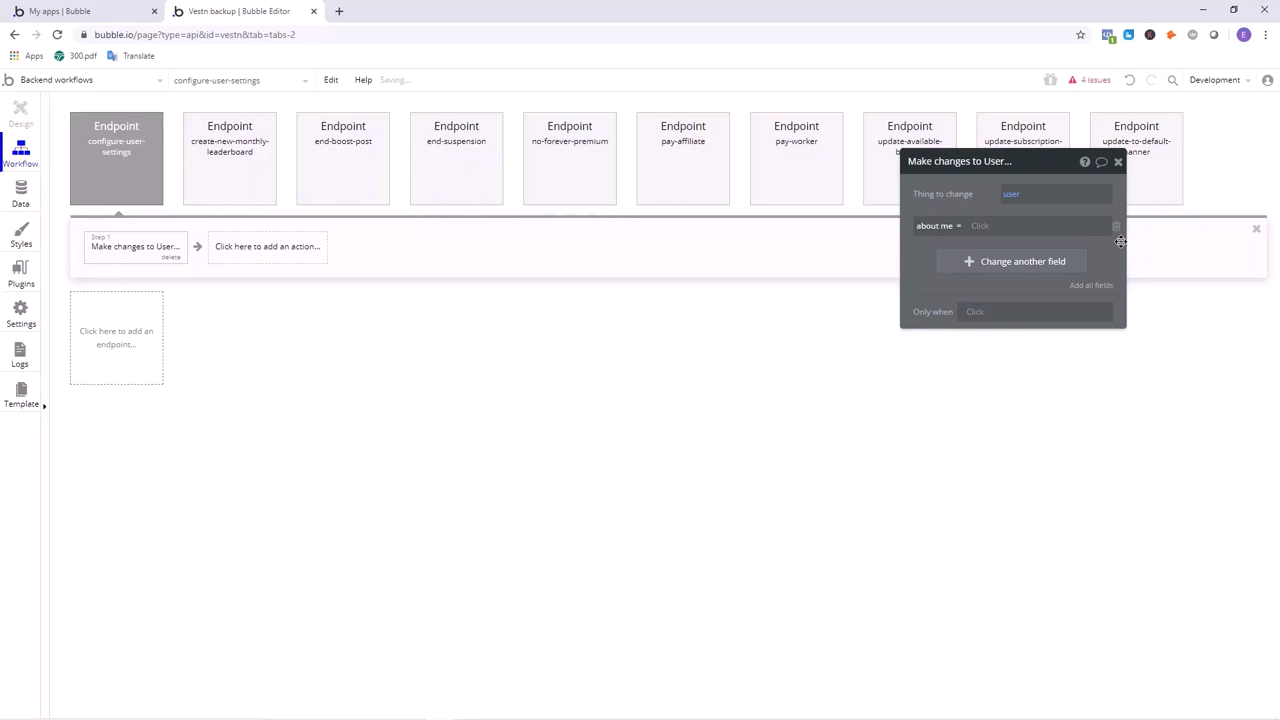 My apps | Bubble
Vestn backup | Bubble Editor
bubble.io/page?type=api&id=vestn&tab=tabs-2
Apps
300.pdf
Translate
Backend workflows
configure-user-settings
Edit
Help
Saving...
4 issues
Development
Design
Workflow
Data
Styles
Plugins
Settings
Logs
Template
Endpoint
configure-user-
settings
Endpoint
create-new-monthly-
leaderboard
Endpoint
end-boost-post
Endpoint
end-suspension
Endpoint
no-forever-premium
Endpoint
pay-affiliate
Endpoint
pay-worker
Endpoint
update-available-
Endpoint
update-subscription-
Endpoint
update-to-default-
Make changes to User...
Thing to change
user
about me =
Click
Change another field
Add all fields
Only when
Click
Step 1
Make changes to User...
delete
Click here to add an action...
Click here to add an
endpoint...